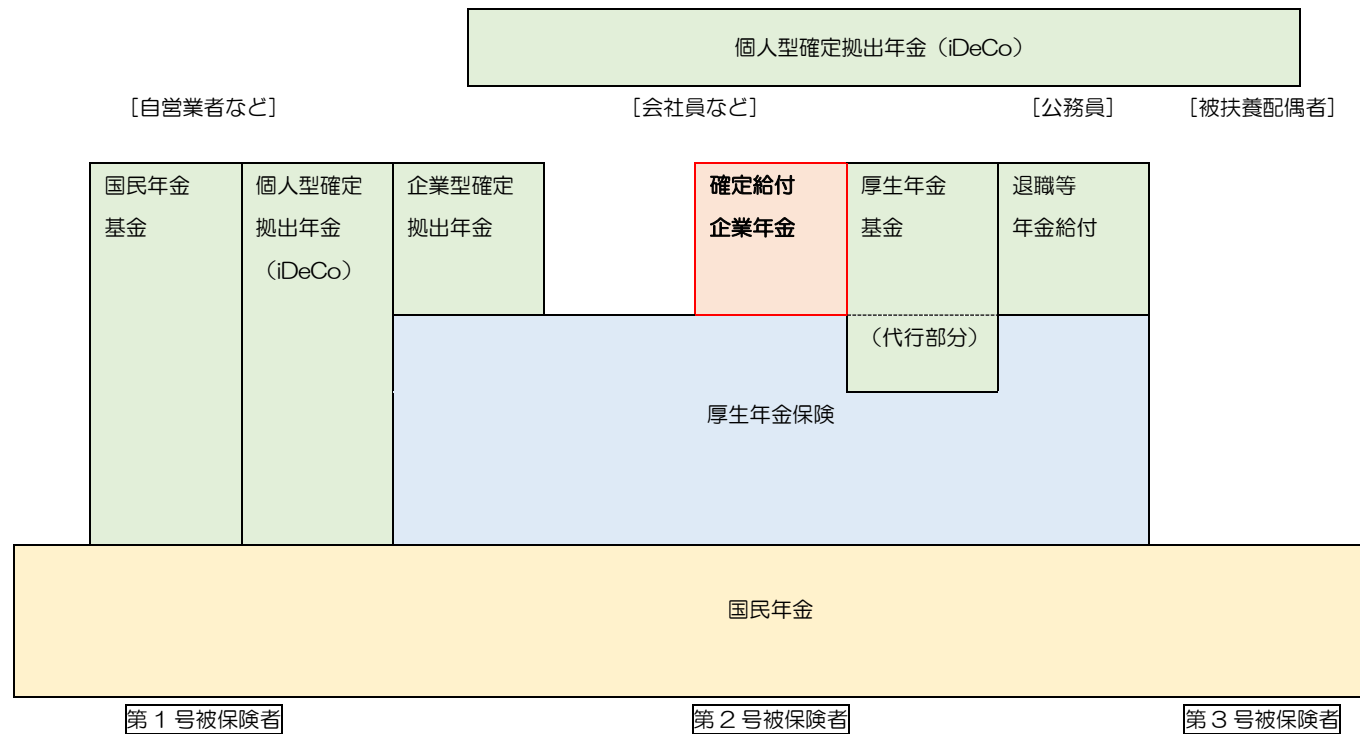 個人型確定拠出年金（iDeCo）
［自営業者など］
［会社員など］
［公務員］
［被扶養配偶者］
国民年金
基金
個人型確定
拠出年金
（iDeCo）
企業型確定
拠出年金
確定給付
企業年金
厚生年金
基金
（代行部分）
退職等
年金給付
厚生年金保険
国民年金
第１号被保険者
第２号被保険者
第３号被保険者